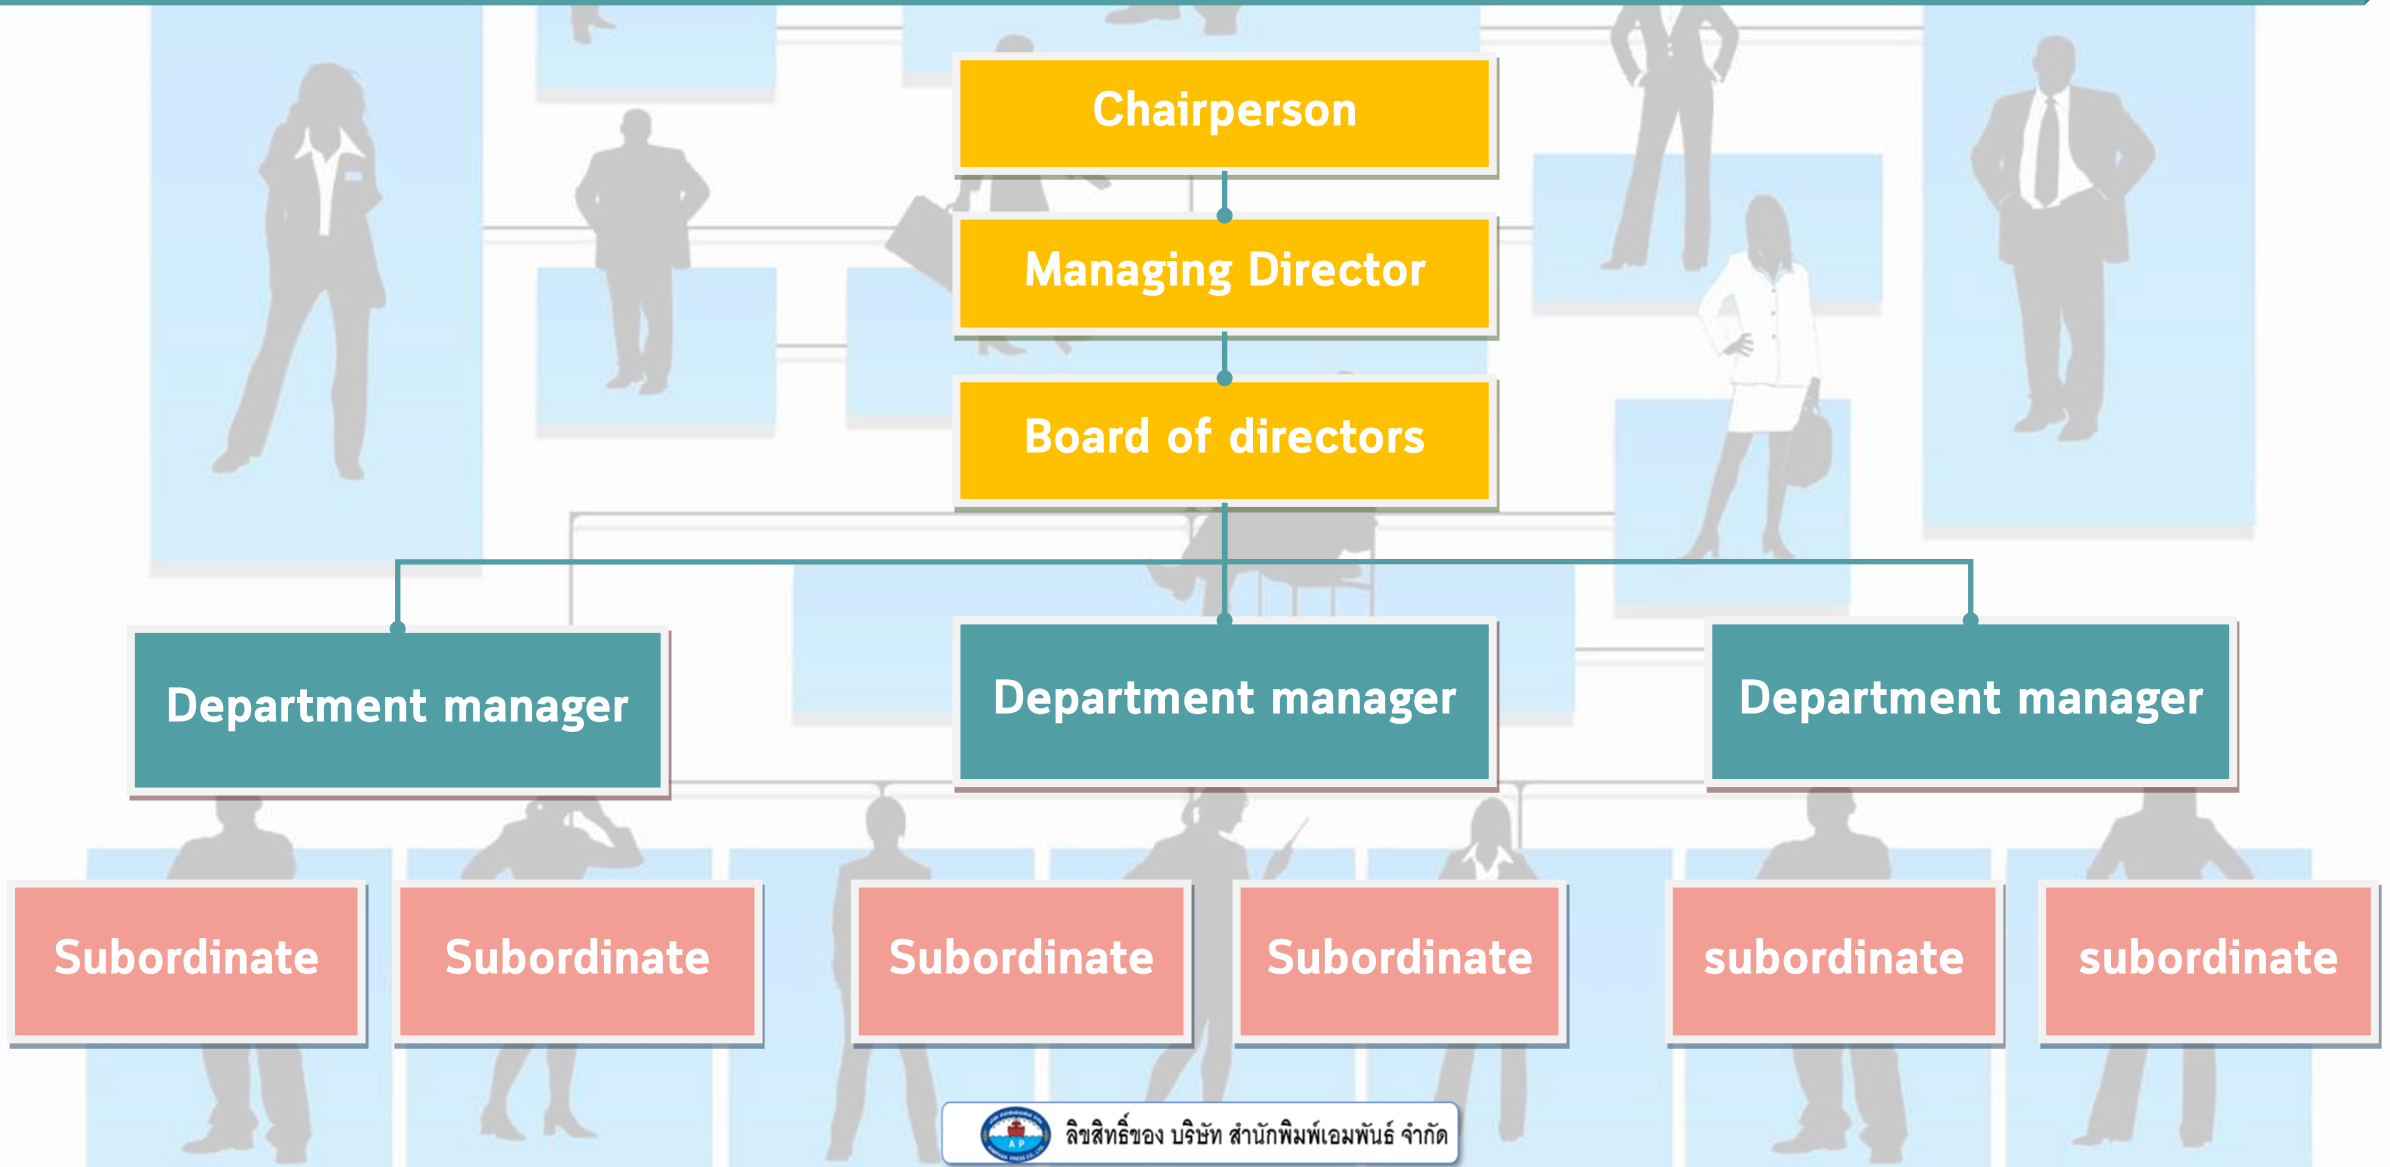 Chairperson
Managing Director
Board of directors
Department manager
Department manager
Department manager
Subordinate
Subordinate
Subordinate
Subordinate
subordinate
subordinate
A P
ลิขสิทธิ์ของ บริษัท สำนักพิมพ์เอมพันธ์ จำกัด